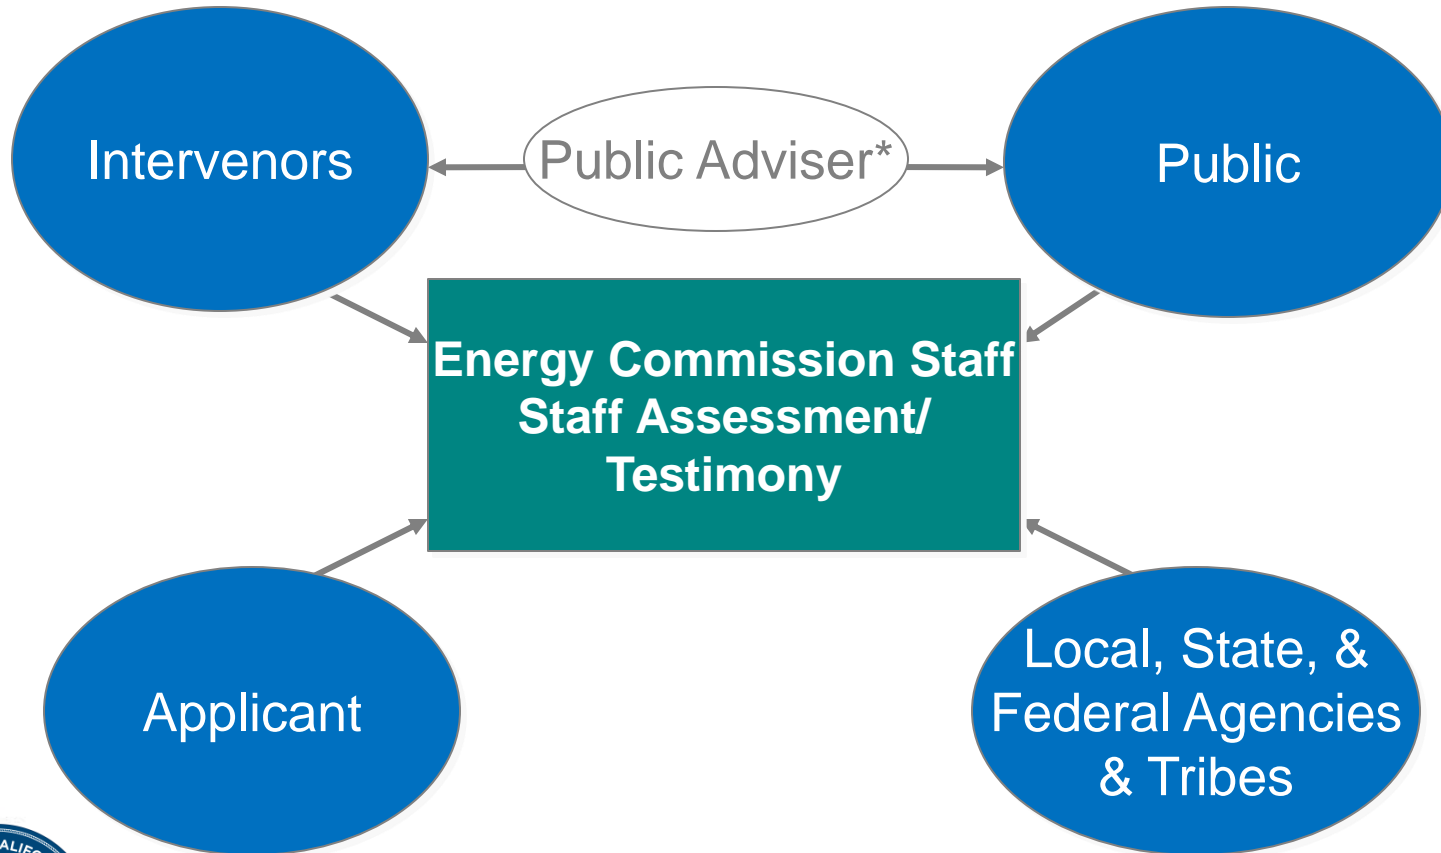 Intervenors
Public Adviser*
Public
Energy Commission Staff
Staff Assessment/
Testimony
Applicant
Local, State, &
Federal Agencies
& Tribes